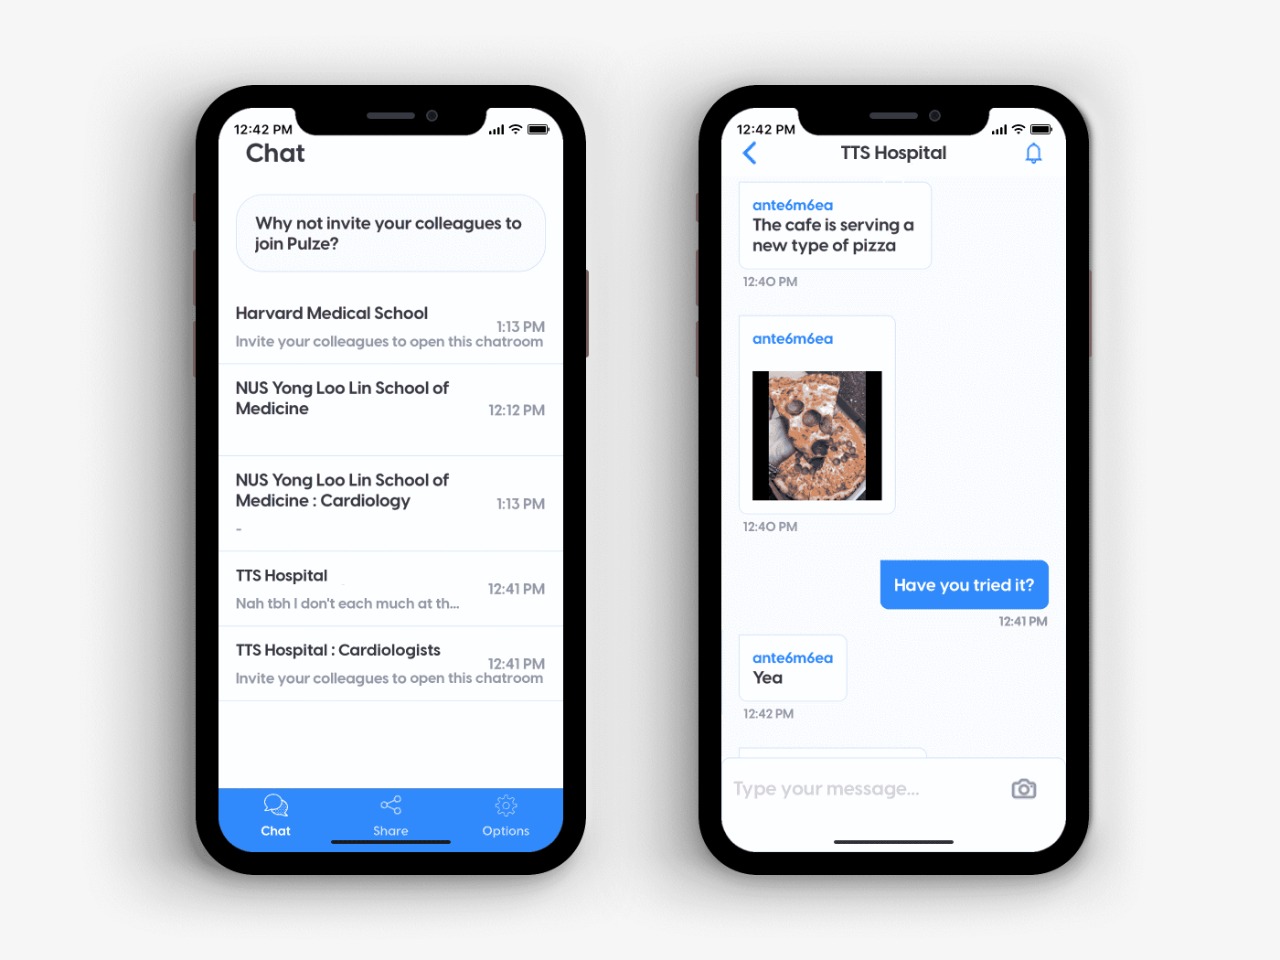 12:42 PM
Chat
Why not invite your colleagues to
join Pulze?
Harvard Medical School
1:13 PM
Invite your colleagues to open this chatroom
NUS Yong Loo Lin School of
Medicine
12:12 PM
NUS Yong Loo Lin School of
Medicine : Cardiology
1:13 PM
-
TTS Hospital
12:41 PM
Nah tbh I don't each much at th...
TTS Hospital : Cardiologists
12:41 PM
Invite your colleagues to open this chatroom
Chat
Share
Options
12:42 PM
TTS Hospital
ante6m6ea
The cafe is serving a
new type of pizza
12:40 PM
ante6m6ea
12:40 PM
Have you tried it?
12:41 PM
ante6m6ea
Yea
12:42 PM
Type your message...